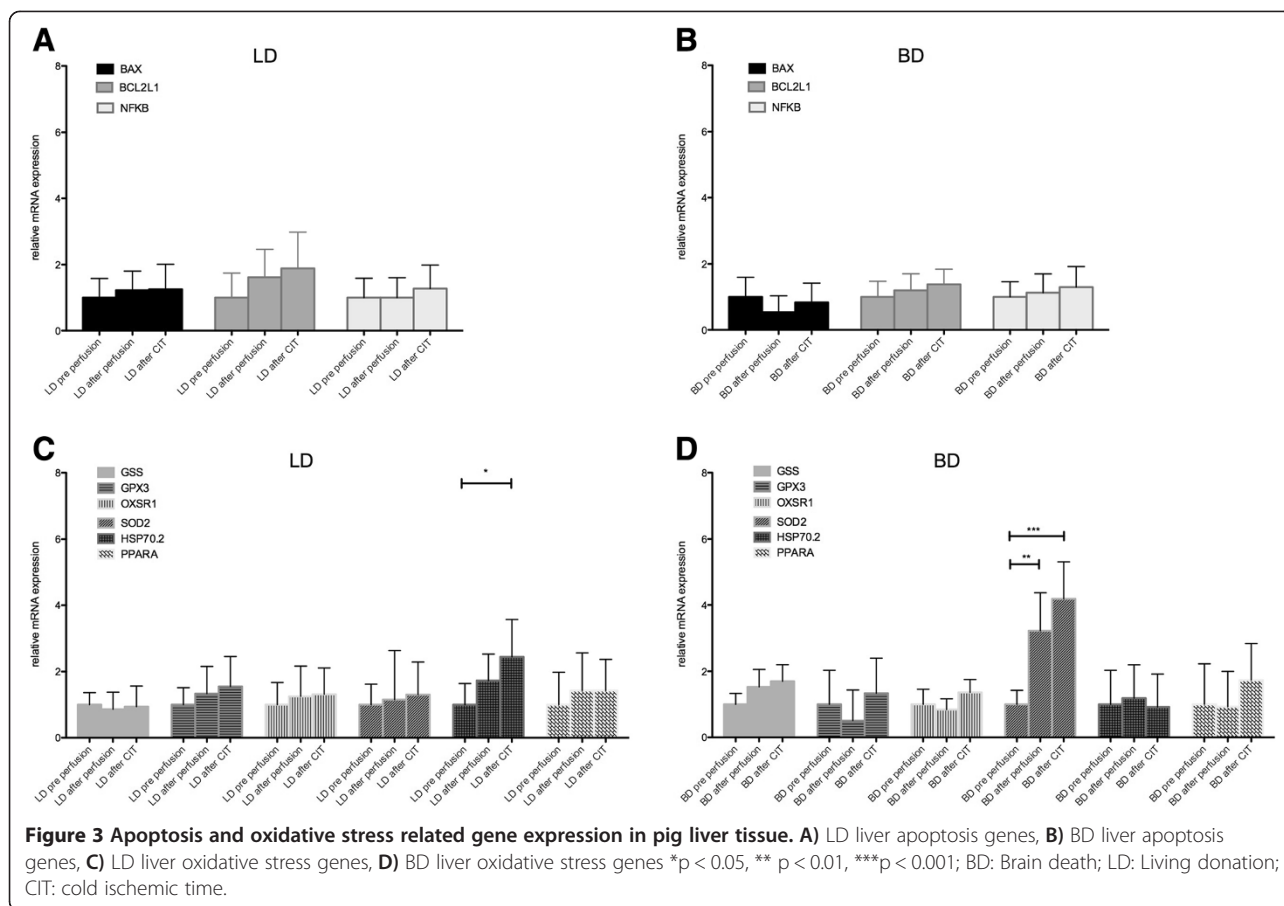 A
LD
BAX
BCL2L1
NFKB
relative mRNA expression
8
6
4
2
0
LD pre perfusion
LD after perfusion
LD after CIT
LD pre perfusion
LD after perfusion
LD after CIT
LD pre perfusion
LD after perfusion
LD after CIT
B
BD
BAX
BCL2L1
NFKB
relative mRNA expression
8
6
4
2
0
BD pre perfusion
BD after perfusion
BD after CIT
BD pre perfusion
BD after perfusion
BD after CIT
BD pre perfusion
BD after perfusion
BD after CIT
C
LD
GSS
GPX3
OXSR1
SOD2
HSP70.2
PPARA
relative mRNA expression
8
6
4
2
0
*
LD pre perfusion
LD after perfusion
LD after CIT
LD pre perfusion
LD after perfusion
LD after CIT
LD pre perfusion
LD after perfusion
LD after CIT
LD pre perfusion
LD after perfusion
LD after CIT
LD pre perfusion
LD after perfusion
LD after CIT
LD pre perfusion
LD after perfusion
LD after CIT
D
BD
GSS
GPX3
OXSR1
SOD2
HSP70.2
PPARA
relative mRNA expression
8
6
4
2
0
***
**
BD pre perfusion
BD after perfusion
BD after CIT
BD pre perfusion
BD after perfusion
BD after CIT
BD pre perfusion
BD after perfusion
BD after CIT
BD pre perfusion
BD after perfusion
BD after CIT
BD pre perfusion
BD after perfusion
BD after CIT
BD pre perfusion
BD after perfusion
BD after CIT
Figure 3 Apoptosis and oxidative stress related gene expression in pig liver tissue. A) LD liver apoptosis genes, B) BD liver apoptosis
genes, C) LD liver oxidative stress genes, D) BD liver oxidative stress genes *p < 0.05, ** p < 0.01, ***p < 0.001; BD: Brain death; LD: Living donation;
CIT: cold ischemic time.